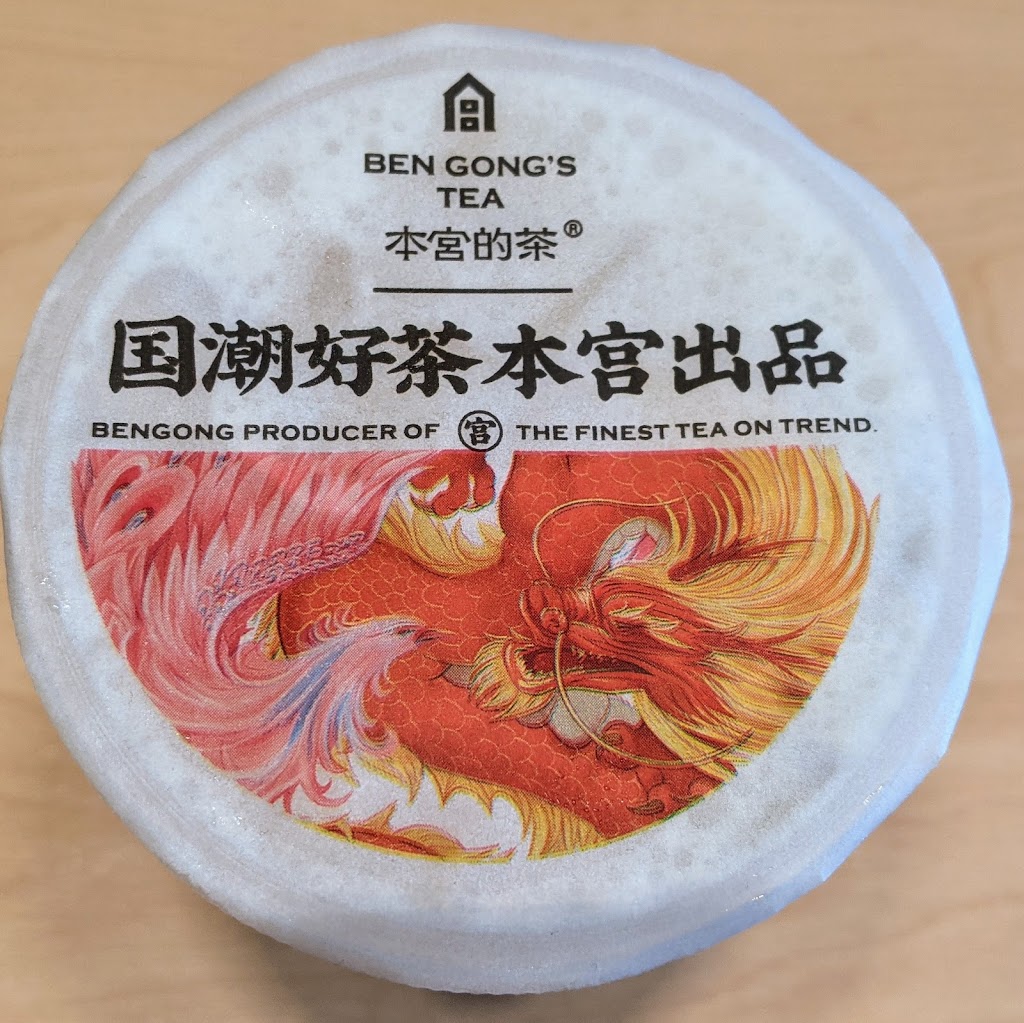 BEN GONG'S
TEA
本宮的茶®
国潮好茶本宫出品
BENGONG PRODUCER OF 宫 THE FINEST TEA ON TREND.